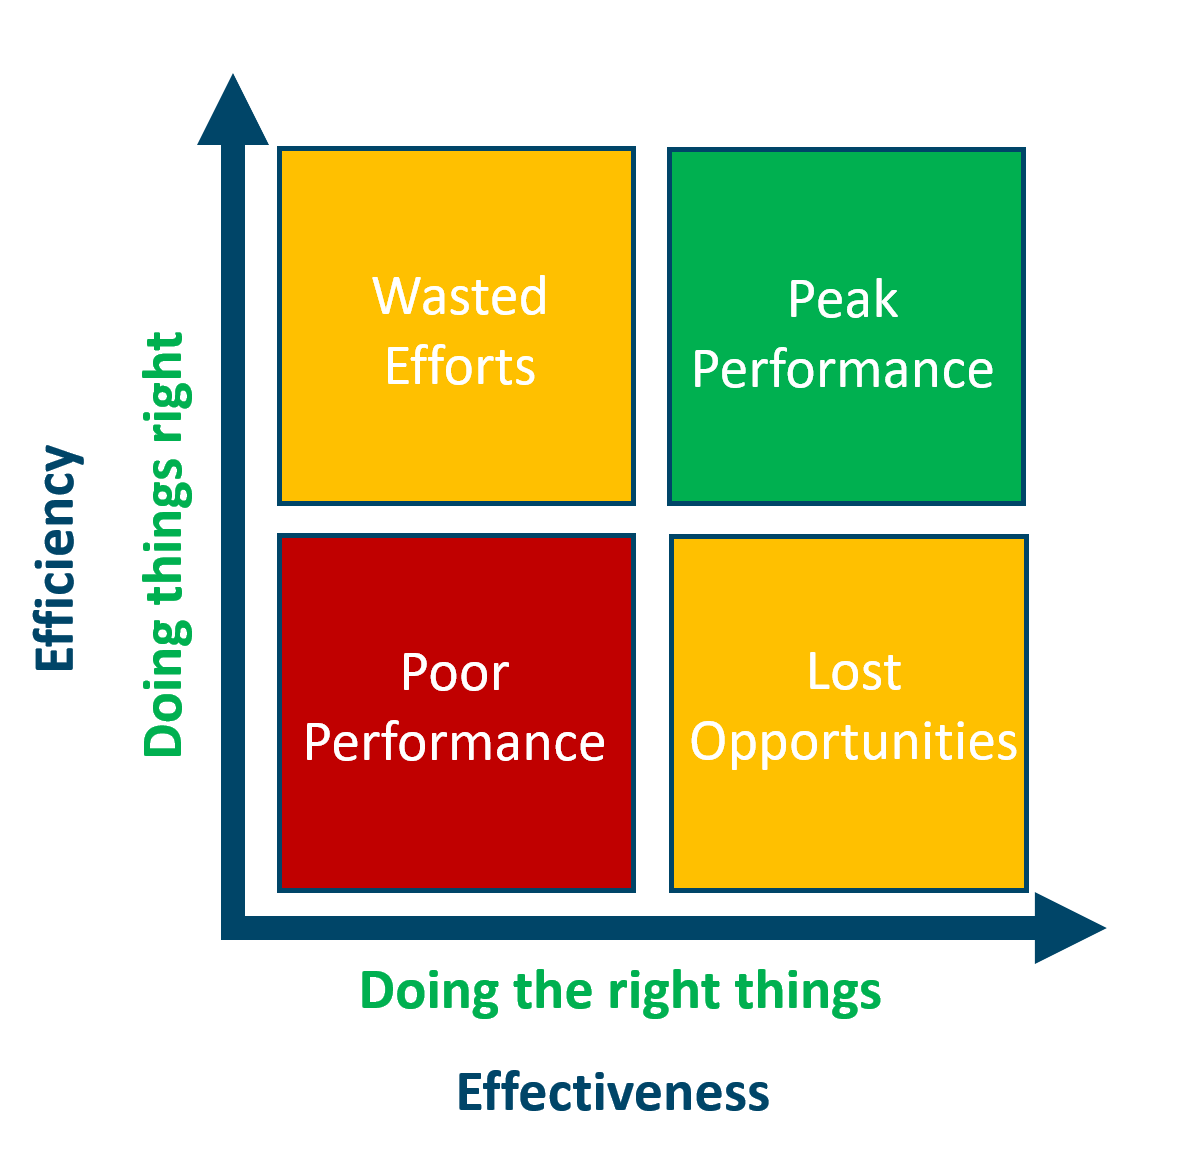 Efficiency
Doing things right
Wasted
Efforts
Peak
Performance
Poor
Performance
Lost
Opportunities
Doing the right things
Effectiveness